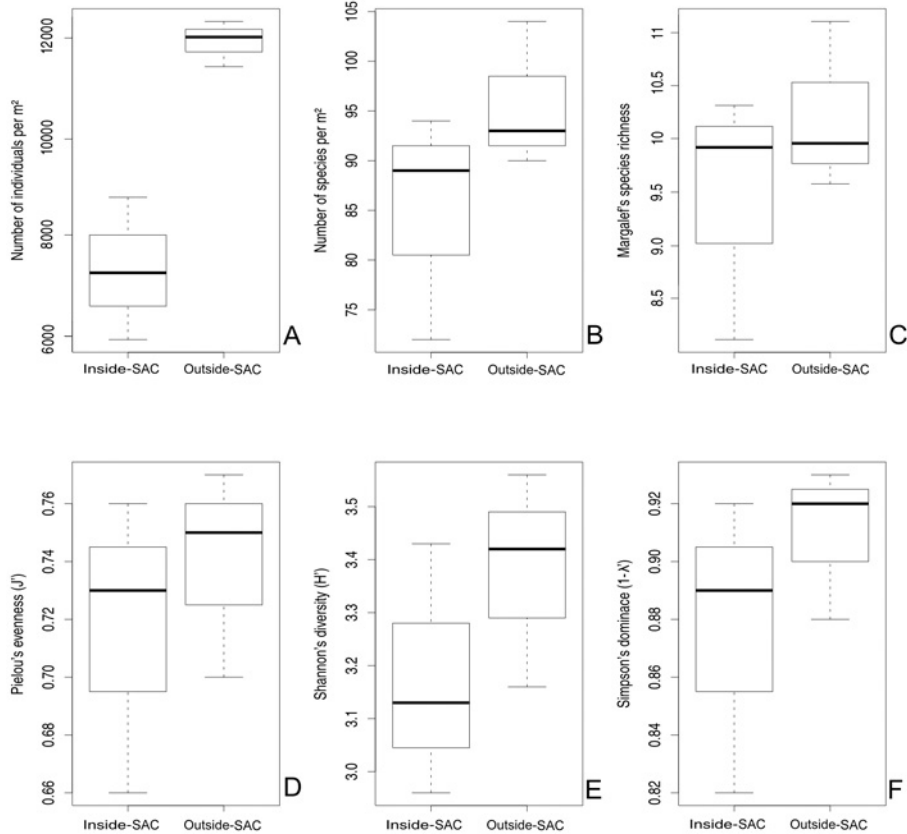 Number of individuals per m²
12000
10000
8000
6000
Inside-SAC
Outside-SAC
A
Number of species per m²
105
100
95
90
85
80
75
Inside-SAC
Outside-SAC
B
Margalef's species richness
11
10.5
10
9.5
9.0
8.5
Inside-SAC
Outside-SAC
C
Pielou's evenness (J')
0.76
0.74
0.72
0.70
0.68
0.66
Inside-SAC
Outside-SAC
D
Shannon's diversity (H')
3.5
3.4
3.3
3.2
3.1
3.0
Inside-SAC
Outside-SAC
E
Simpson's dominace (1-λ')
0.92
0.90
0.88
0.86
0.84
0.82
Inside-SAC
Outside-SAC
F